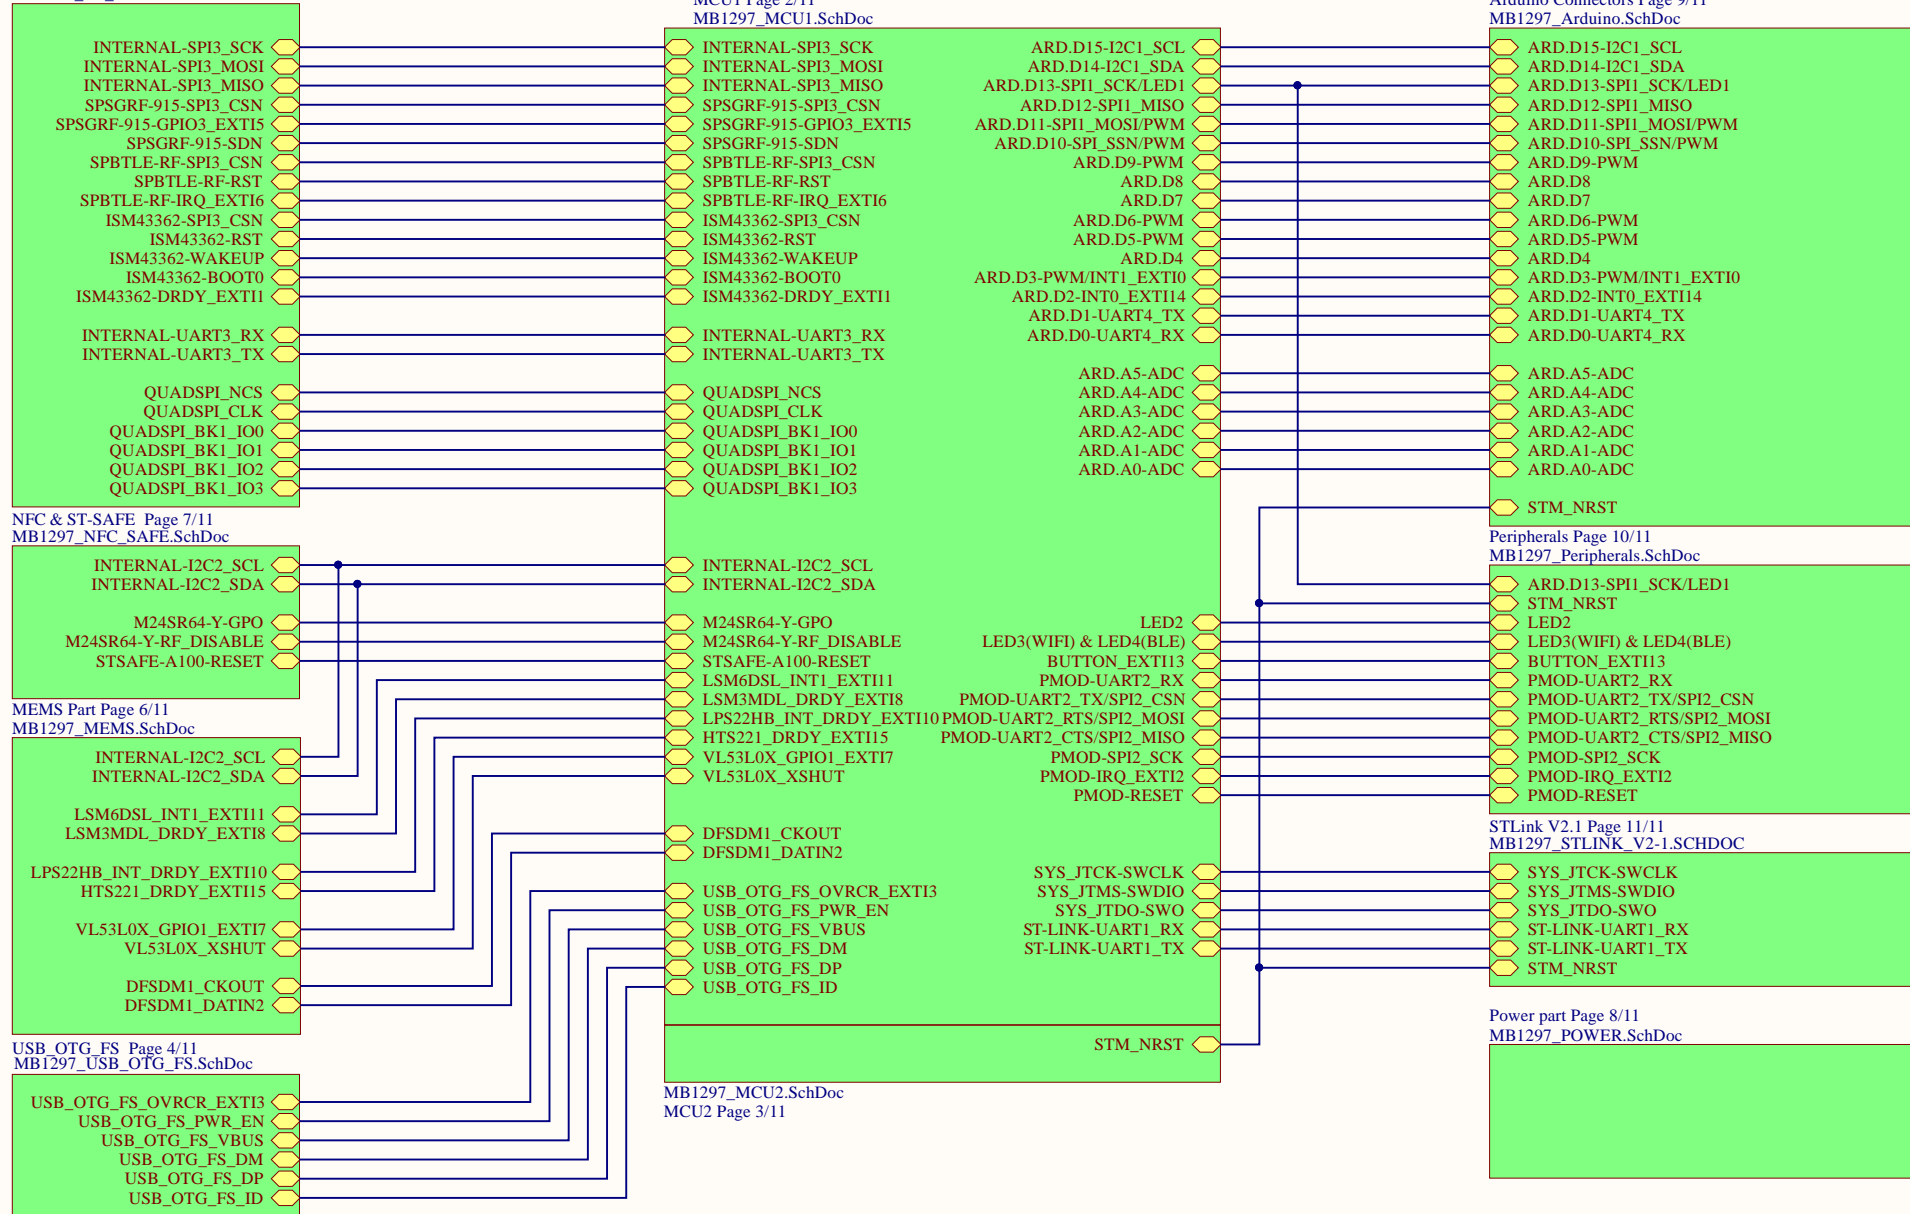 INTERNAL-SPI3_SCK
INTERNAL-SPI3_MOSI
INTERNAL-SPI3_MISO
SPSGRF-915-SPI3_CSN
SPSGRF-915-GPIO3_EXTI5
SPSGRF-915-SDN
SPBTLE-RF-SPI3_CSN
SPBTLE-RF-RST
SPBTLE-RF-IRQ_EXTI6
ISM43362-SPI3_CSN
ISM43362-RST
ISM43362-WAKEUP
ISM43362-BOOT0
ISM43362-DRDY_EXTI1
INTERNAL-UART3_RX
INTERNAL-UART3_TX
QUADSPI_NCS
QUADSPI_CLK
QUADSPI_BK1_IO0
QUADSPI_BK1_IO1
QUADSPI_BK1_IO2
QUADSPI_BK1_IO3
NFC & ST-SAFE Page 7/11
MB1297_NFC_SAFE.SchDoc
INTERNAL-I2C2_SCL
INTERNAL-I2C2_SDA
M24SR64-Y-GPO
M24SR64-Y-RF_DISABLE
STSAFE-A100-RESET
MEMS Part Page 6/11
MB1297_MEMS.SchDoc
INTERNAL-I2C2_SCL
INTERNAL-I2C2_SDA
LSM6DSL_INT1_EXTI11
LSM3MDL_DRDY_EXTI8
LPS22HB_INT_DRDY_EXTI10
HTS221_DRDY_EXTI15
VL53L0X_GPIO1_EXTI7
VL53L0X_XSHUT
DFSDM1_CKOUT
DFSDM1_DATIN2
USB_OTG_FS Page 4/11
MB1297_USB_OTG_FS.SchDoc
USB_OTG_FS_OVRCR_EXTI3
USB_OTG_FS_PWR_EN
USB_OTG_FS_VBUS
USB_OTG_FS_DM
USB_OTG_FS_DP
USB_OTG_FS_ID
MCU1 Page 2/11
MB1297_MCU1.SchDoc
INTERNAL-SPI3_SCK
INTERNAL-SPI3_MOSI
INTERNAL-SPI3_MISO
SPSGRF-915-SPI3_CSN
SPSGRF-915-GPIO3_EXTI5
SPSGRF-915-SDN
SPBTLE-RF-SPI3_CSN
SPBTLE-RF-RST
SPBTLE-RF-IRQ_EXTI6
ISM43362-SPI3_CSN
ISM43362-RST
ISM43362-WAKEUP
ISM43362-BOOT0
ISM43362-DRDY_EXTI1
INTERNAL-UART3_RX
INTERNAL-UART3_TX
QUADSPI_NCS
QUADSPI_CLK
QUADSPI_BK1_IO0
QUADSPI_BK1_IO1
QUADSPI_BK1_IO2
QUADSPI_BK1_IO3
INTERNAL-I2C2_SCL
INTERNAL-I2C2_SDA
M24SR64-Y-GPO
M24SR64-Y-RF_DISABLE
STSAFE-A100-RESET
LSM6DSL_INT1_EXTI11
LSM3MDL_DRDY_EXTI8
LPS22HB_INT_DRDY_EXTI10
HTS221_DRDY_EXTI15
VL53L0X_GPIO1_EXTI7
VL53L0X_XSHUT
DFSDM1_CKOUT
DFSDM1_DATIN2
USB_OTG_FS_OVRCR_EXTI3
USB_OTG_FS_PWR_EN
USB_OTG_FS_VBUS
USB_OTG_FS_DM
USB_OTG_FS_DP
USB_OTG_FS_ID
ARD.D15-I2C1_SCL
ARD.D14-I2C1_SDA
ARD.D13-SPI1_SCK/LED1
ARD.D12-SPI1_MISO
ARD.D11-SPI1_MOSI/PWM
ARD.D10-SPI_SSN/PWM
ARD.D9-PWM
ARD.D8
ARD.D7
ARD.D6-PWM
ARD.D5-PWM
ARD.D4
ARD.D3-PWM/INT1_EXTI0
ARD.D2-INT0_EXTI14
ARD.D1-UART4_TX
ARD.D0-UART4_RX
ARD.A5-ADC
ARD.A4-ADC
ARD.A3-ADC
ARD.A2-ADC
ARD.A1-ADC
ARD.A0-ADC
LED2
LED3(WIFI) & LED4(BLE)
BUTTON_EXTI13
PMOD-UART2_RX
PMOD-UART2_TX/SPI2_CSN
PMOD-UART2_RTS/SPI2_MOSI
PMOD-UART2_CTS/SPI2_MISO
PMOD-SPI2_SCK
PMOD-IRQ_EXTI2
PMOD-RESET
SYS_JTCK-SWCLK
SYS_JTMS-SWDIO
SYS_JTDO-SWO
ST-LINK-UART1_RX
ST-LINK-UART1_TX
STM_NRST
MB1297_MCU2.SchDoc
MCU2 Page 3/11
Arduino Connectors Page 9/11
MB1297_Arduino.SchDoc
ARD.D15-I2C1_SCL
ARD.D14-I2C1_SDA
ARD.D13-SPI1_SCK/LED1
ARD.D12-SPI1_MISO
ARD.D11-SPI1_MOSI/PWM
ARD.D10-SPI_SSN/PWM
ARD.D9-PWM
ARD.D8
ARD.D7
ARD.D6-PWM
ARD.D5-PWM
ARD.D4
ARD.D3-PWM/INT1_EXTI0
ARD.D2-INT0_EXTI14
ARD.D1-UART4_TX
ARD.D0-UART4_RX
ARD.A5-ADC
ARD.A4-ADC
ARD.A3-ADC
ARD.A2-ADC
ARD.A1-ADC
ARD.A0-ADC
STM_NRST
Peripherals Page 10/11
MB1297_Peripherals.SchDoc
ARD.D13-SPI1_SCK/LED1
STM_NRST
LED2
LED3(WIFI) & LED4(BLE)
BUTTON_EXTI13
PMOD-UART2_RX
PMOD-UART2_TX/SPI2_CSN
PMOD-UART2_RTS/SPI2_MOSI
PMOD-UART2_CTS/SPI2_MISO
PMOD-SPI2_SCK
PMOD-IRQ_EXTI2
PMOD-RESET
STLink V2.1 Page 11/11
MB1297_STLINK_V2-1.SCHDOC
SYS_JTCK-SWCLK
SYS_JTMS-SWDIO
SYS_JTDO-SWO
ST-LINK-UART1_RX
ST-LINK-UART1_TX
STM_NRST
Power part Page 8/11
MB1297_POWER.SchDoc